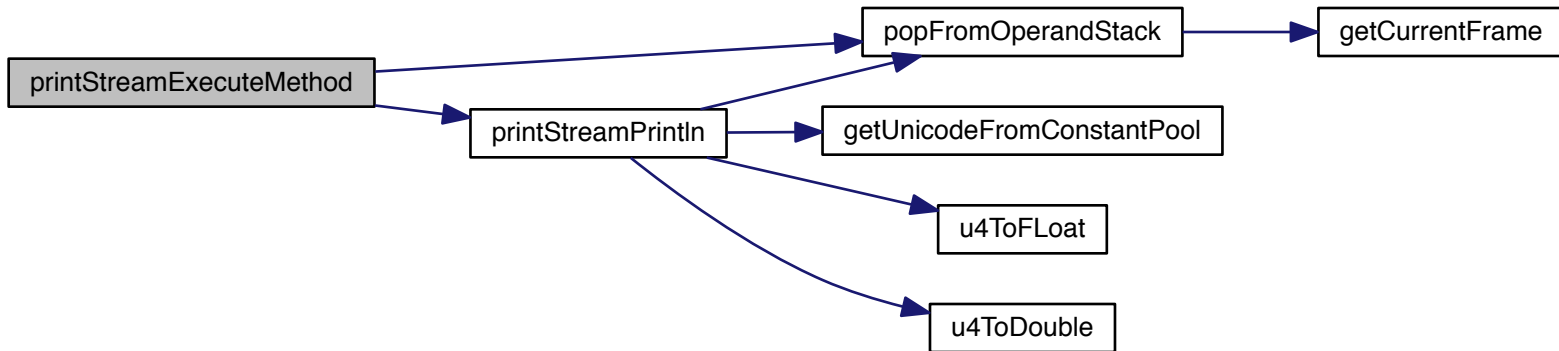 popFromOperandStack
getCurrentFrame
printStreamExecuteMethod
printStreamPrintln
getUnicodeFromConstantPool
u4ToFLoat
u4ToDouble